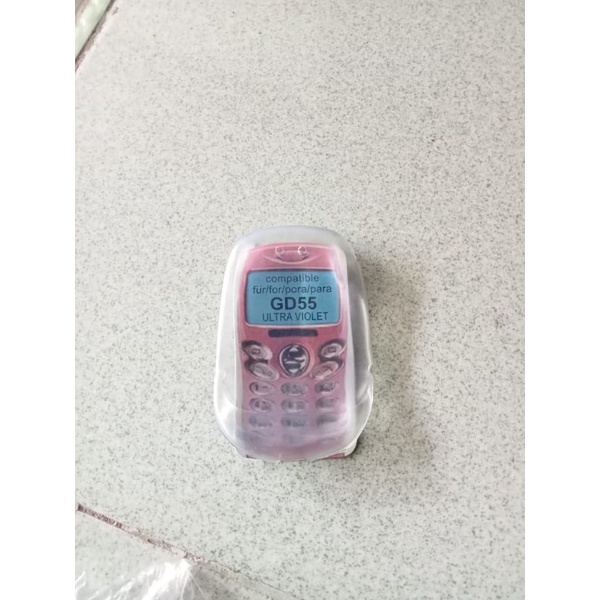 compatible
für/for/pora/para
GD55
ULTRA VIOLET